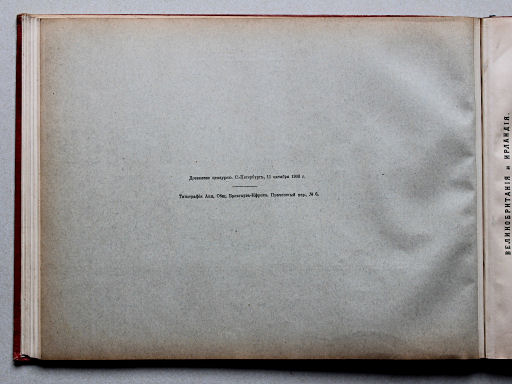 Дозволено цензурою. С.-Петербургъ, 11 октября 1903 г.
Типографія Акц. Общ. Брокгаузъ-Ефронъ. Прачешный пер., № 6.
ВЕЛИКОБРИТАНІЯ и ИРЛАНДІЯ.